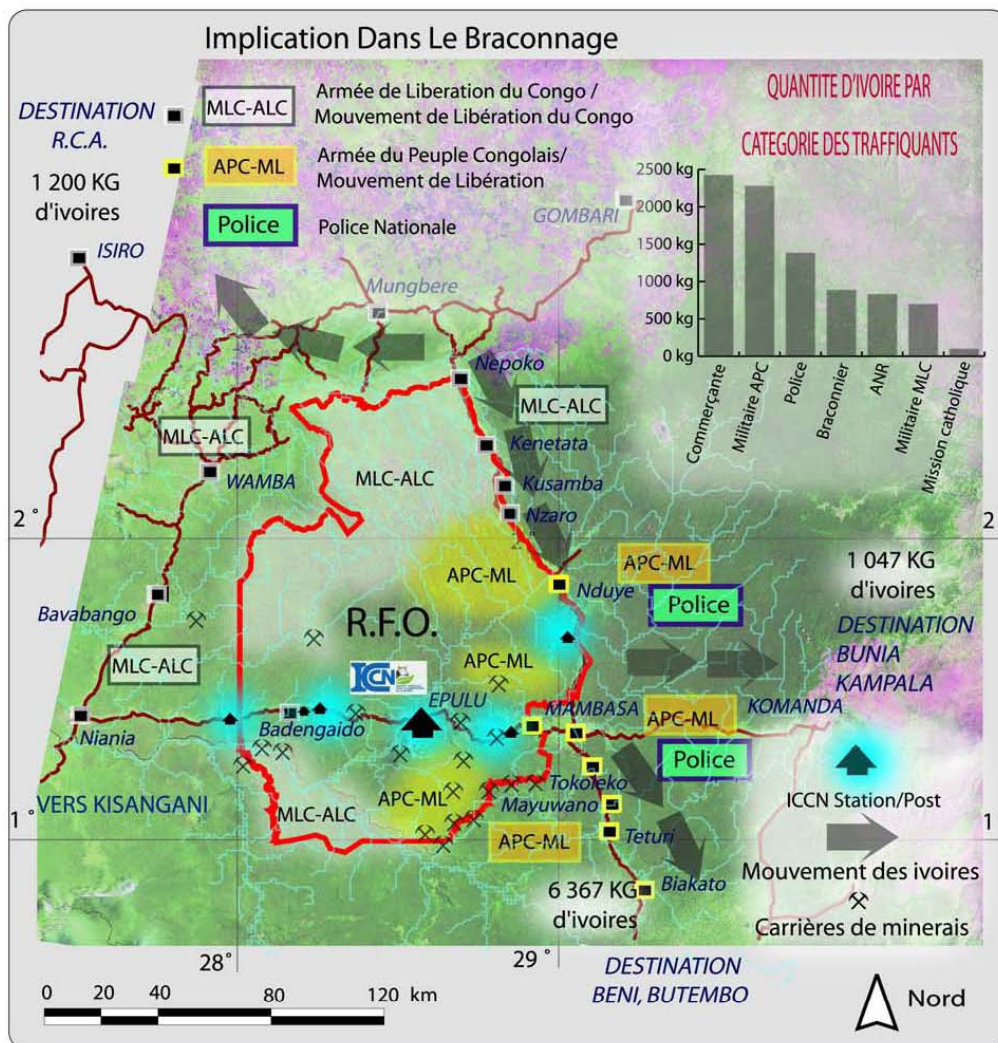 Implication Dans Le Braconnage
DESTINATION
R.C.A.
1 200 KG
d'ivoires
MLC-ALC
Armée de Liberation du Congo /
Mouvement de Libération du Congo
APC-ML
Armée du Peuple Congolais/
Mouvement de Libération
Police
Police Nationale
QUANTITE D'IVOIRE PAR
CATEGORIE DES TRAFFIQUANTS
2500 kg
2000 kg
1500 kg
1000 kg
500 kg
0 kg
Commerçante
Militaire APC
Police
Braconnier
ANR
Militaire MLC
Mission catholique
GOMBARI
ISIRO
Mungbere
Nepoko
MLC-ALC
MLC-ALC
Kenetata
MLC-ALC
WAMBA
Kusamba
Nzaro
2°
2
APC-ML
APC-ML
1 047 KG
d'ivoires
Nduye
Police
Bavabango
R.F.O.
DESTINATION
BUNIA
KAMPALA
MLC-ALC
ICCN
APC-ML
EPULU
MAMBASA
APC-ML
KOMANDA
Niania
Badengaido
Police
Tokoleko
VERS KISANGANI
APC-ML
Mayuwano
ICCN Station/Post
MLC-ALC
1°
1
APC-ML
Teturi
Mouvement des ivoires
Biakato
6 367 KG
d'ivoires
Carrières de minerais
28°
29°
DESTINATION
BENI, BUTEMBO
0 20 40 80 120 km
Nord